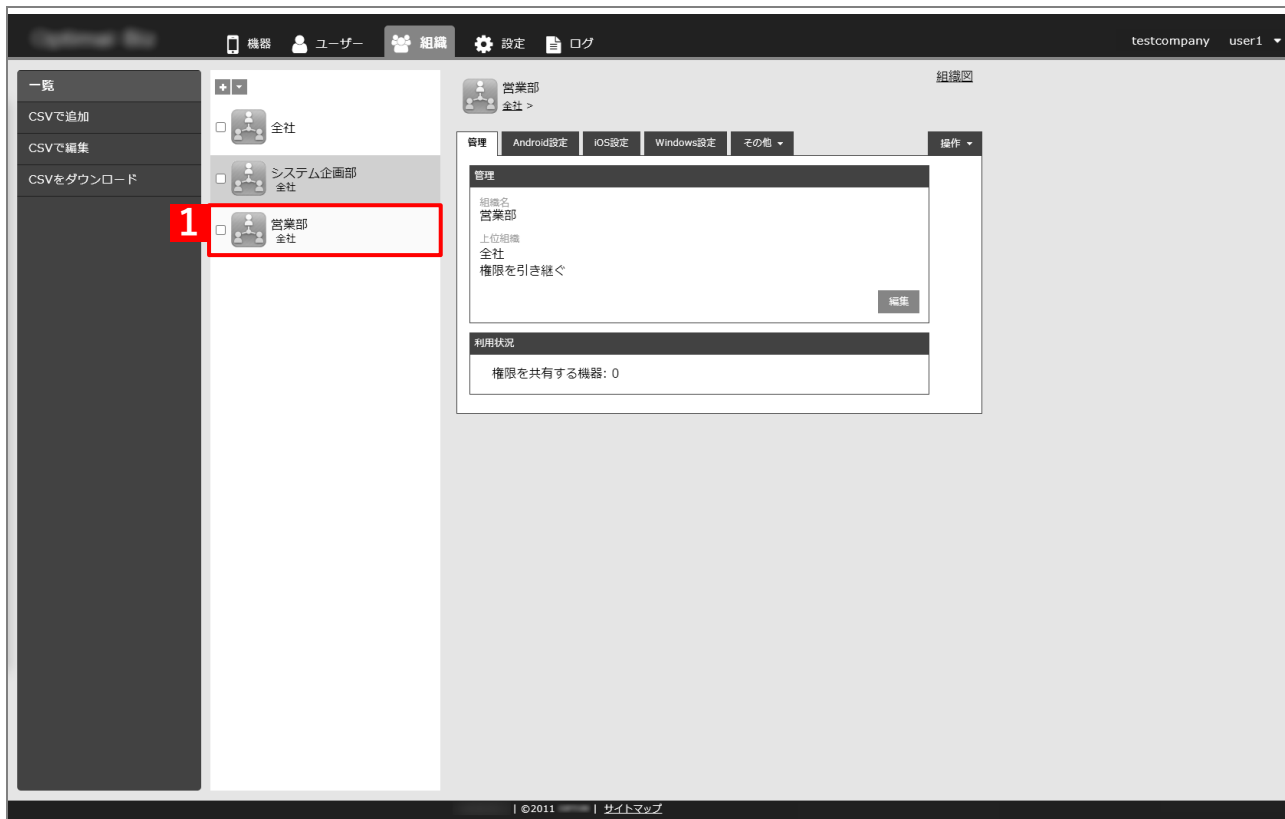 機器 ユーザー 組織 設定 ログ testcompany user1
一覧
CSVで追加
CSVで編集
CSVをダウンロード
全社
システム企画部
全社
1
営業部
全社
営業部
全社 >
組織図
管理 Android設定 iOS設定 Windows設定 その他 操作
管理
組織名
営業部
上位組織
全社
権限を引き継ぐ
編集
利用状況
権限を共有する機器: 0
| ©2011 | サイトマップ